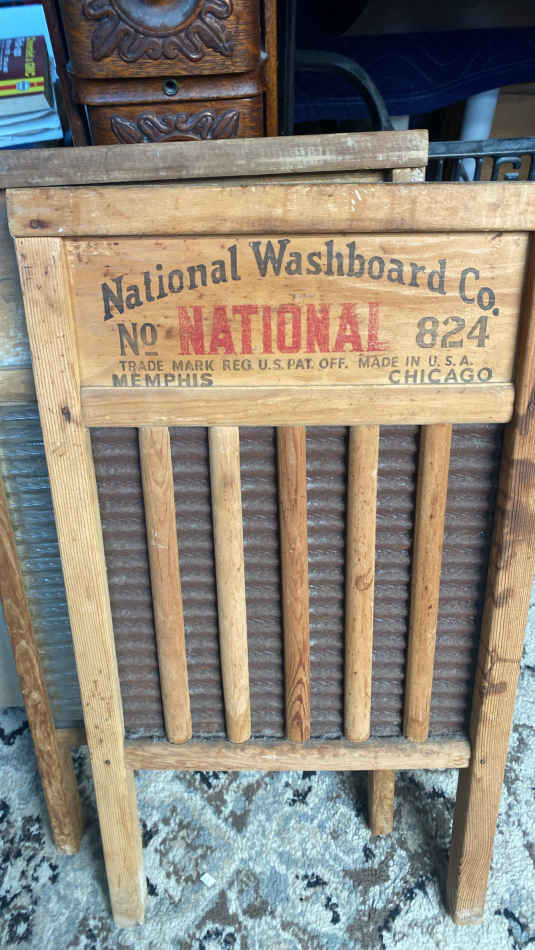 National Washboard Co.
No NATIONAL 824
TRADE MARK REG. U.S. PAT. OFF. MADE IN U.S.A.
MEMPHIS CHICAGO